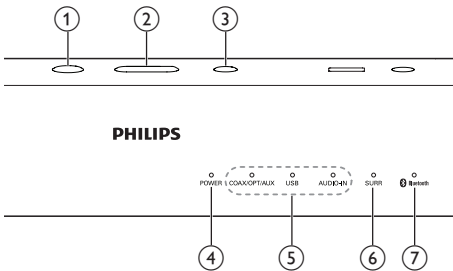 1 2 3
PHILIPS
POWER COAX/OPT/AUX USB AUDIO-IN SURR Bluetooth
4 5 6 7